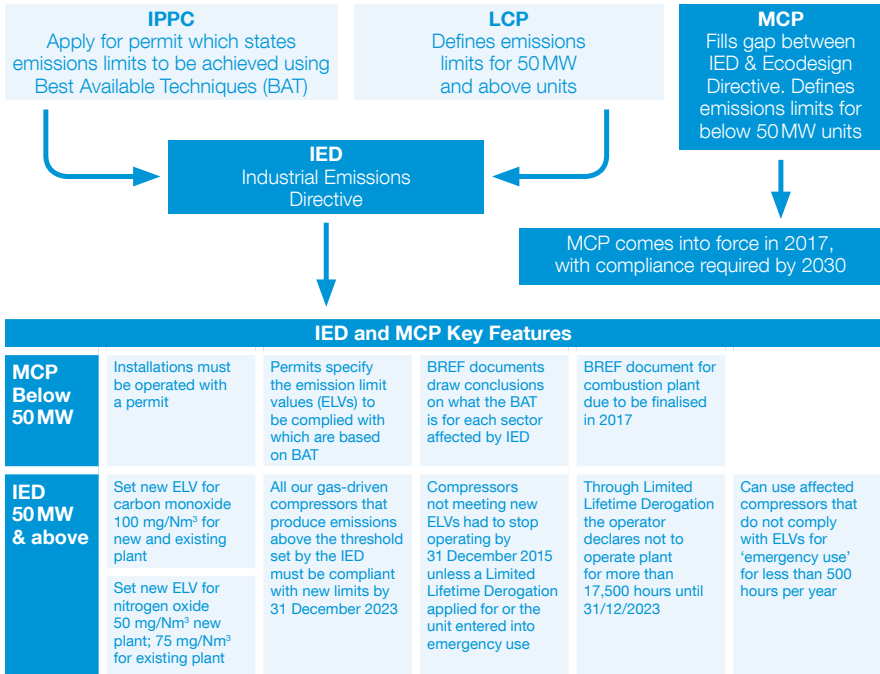 IPPC
Apply for permit which states
emissions limits to be achieved using
Best Available Techniques (BAT)
LCP
Defines emissions
limits for 50 MW
and above units
MCP
Fills gap between
IED & Ecodesign
Directive. Defines
emissions limits for
below 50 MW units
IED
Industrial Emissions
Directive
MCP comes into force in 2017,
with compliance required by 2030
IED and MCP Key Features
MCP
Below
50 MW
Installations must
be operated with
a permit
Permits specify
the emission limit
values (ELVs) to
be complied with
which are based
on BAT
BREF documents
draw conclusions
on what the BAT
is for each sector
affected by IED
BREF document for
combustion plant
due to be finalised
in 2017
IED
50 MW
& above
Set new ELV for
carbon monoxide
100 mg/Nm³ for
new and existing
plant
Set new ELV for
nitrogen oxide
50 mg/Nm³ new
plant; 75 mg/Nm³
for existing plant
All our gas-driven
compressors that
produce emissions
above the threshold
set by the IED
must be compliant
with new limits by
31 December 2023
Compressors
not meeting new
ELVs had to stop
operating by
31 December 2015
unless a Limited
Lifetime Derogation
applied for or the
unit entered into
emergency use
Through Limited
Lifetime Derogation
the operator
declares not to
operate plant
for more than
17,500 hours until
31/12/2023
Can use affected
compressors that
do not comply
with ELVs for
‘emergency use’
for less than 500
hours per year